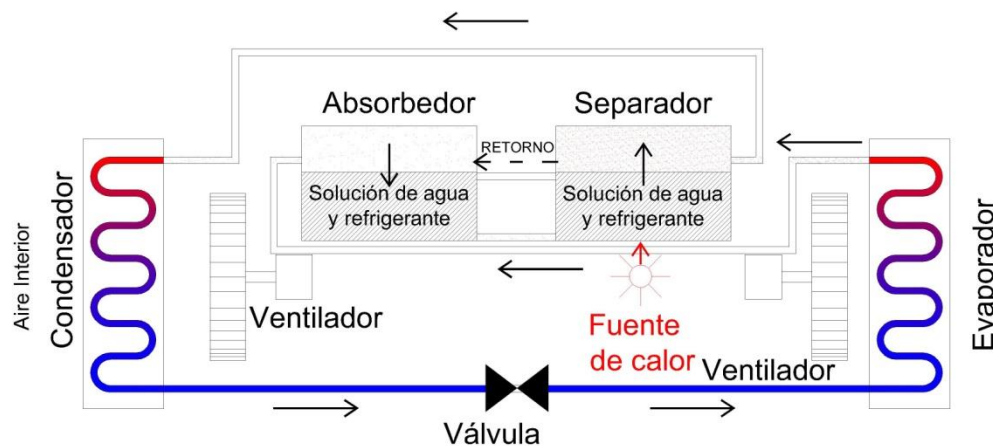 Absorbedor
Separador
RETORNO
Solución de agua
y refrigerante
Solución de agua
y refrigerante
Aire Interior
Condensador
Evaporador
Ventilador
Fuente
de calor
Ventilador
Válvula